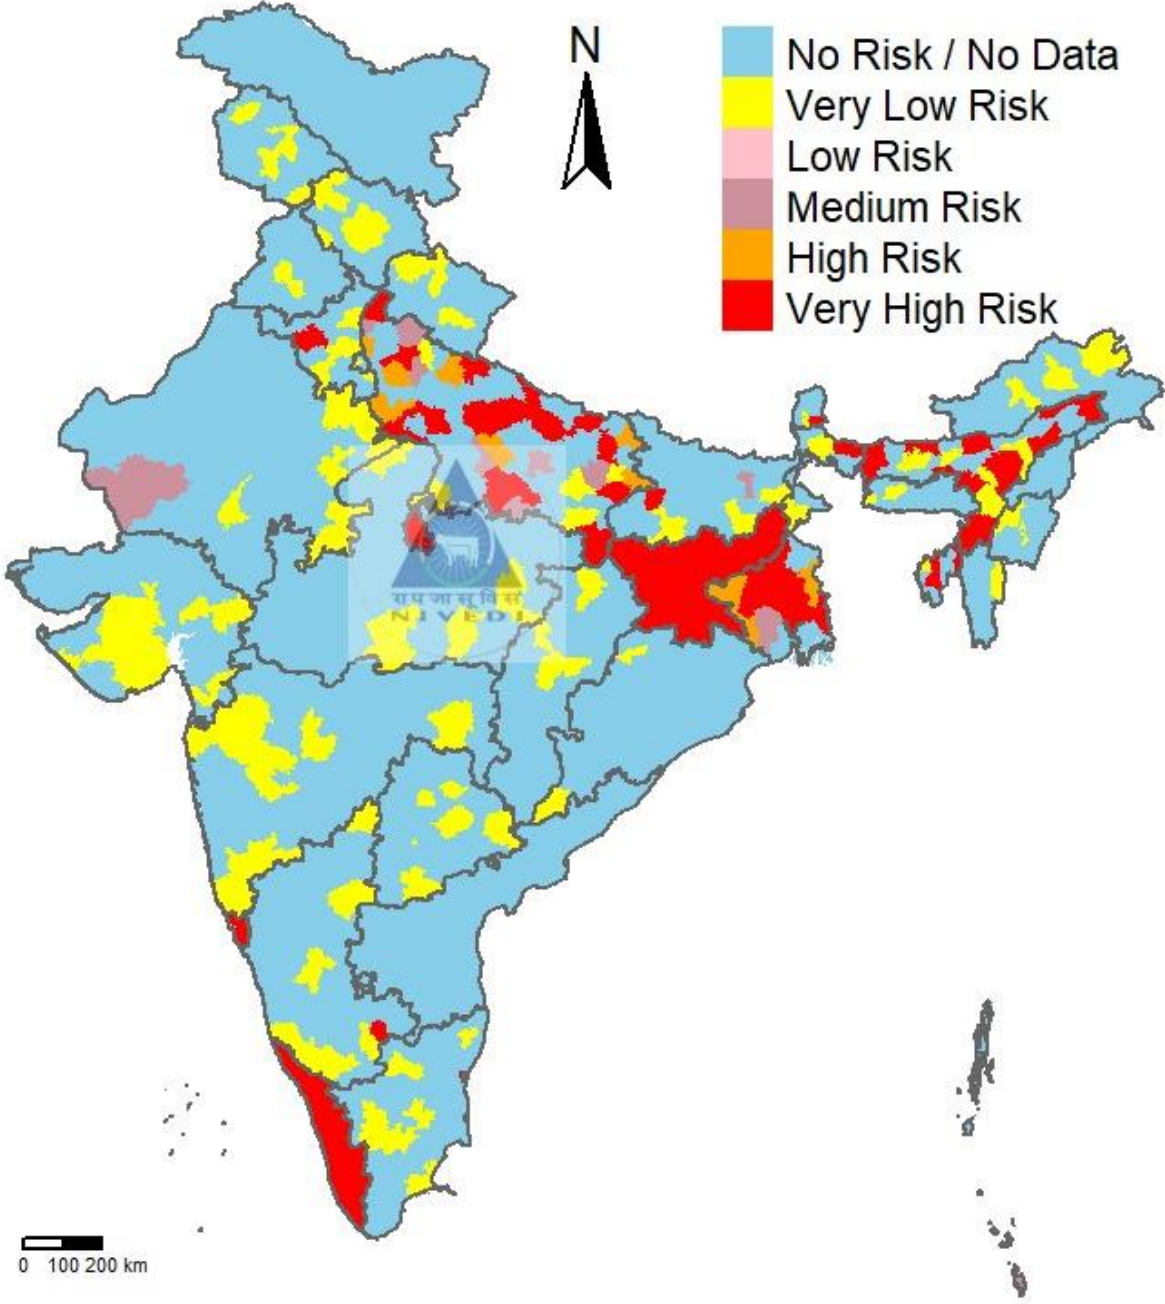 N
No Risk / No Data
Very Low Risk
Low Risk
Medium Risk
High Risk
Very High Risk
NIVEDI
0 100 200 km